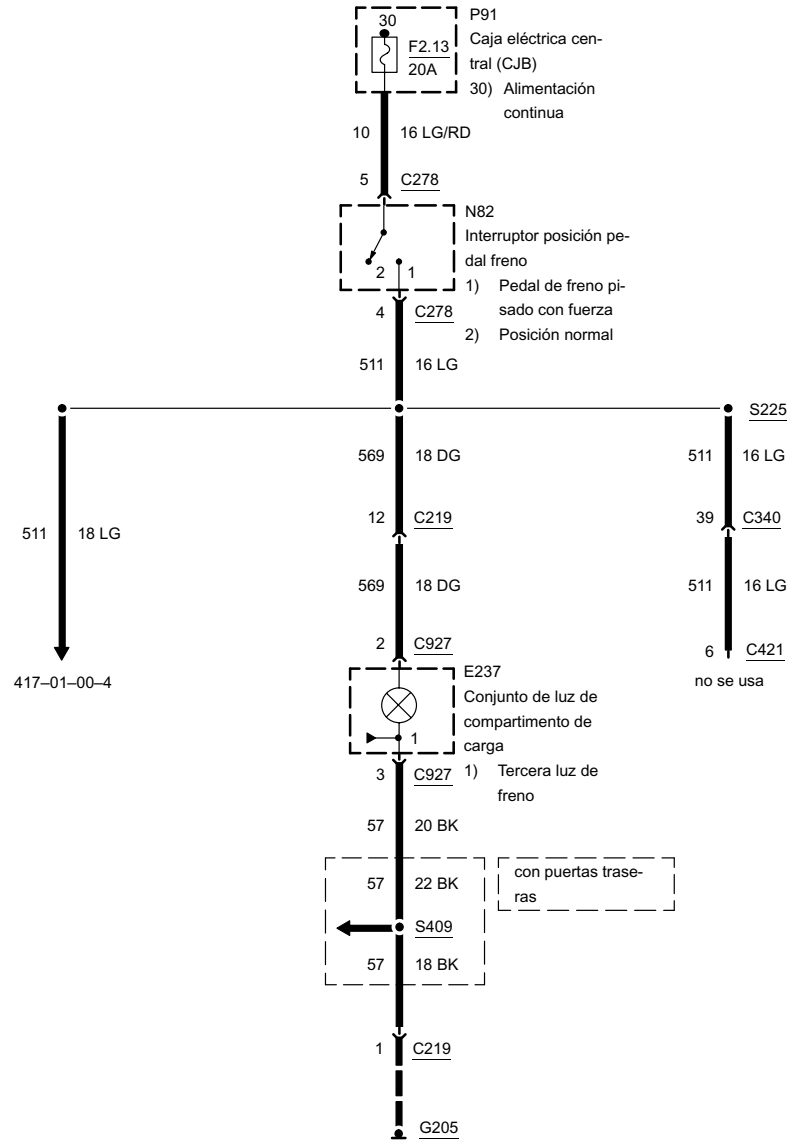 P91
30
Caja eléctrica cen-
F2.13
tral (CJB)
20A
30) Alimentación
continua
10 16 LG/RD
5 C278
N82
Interruptor posición pe-
dal freno
2 1
1) Pedal de freno pi-
sado con fuerza
4 C278
2) Posición normal
511 16 LG
S225
569 18 DG
511 16 LG
12 C219
39 C340
511 18 LG
569 18 DG
511 16 LG
2 C927
6 C421
E237
417–01–00–4
no se usa
Conjunto de luz de
compartimento de
carga
1
1) Tercera luz de
freno
3 C927
57 20 BK
con puertas trase-
ras
57 22 BK
S409
57 18 BK
1 C219
G205